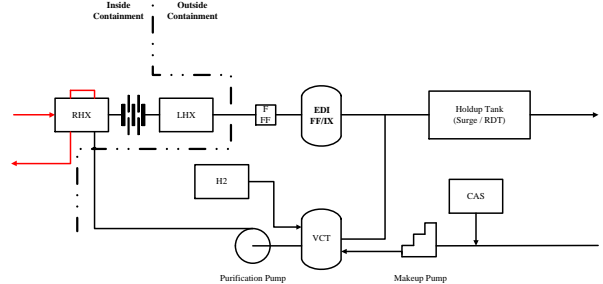 Inside
Containment
Outside
Containment
RHX
LHX
F
FF
EDI
FF/IX
Holdup Tank
(Surge / RDT)
H2
CAS
VCT
Purification Pump
Makeup Pump